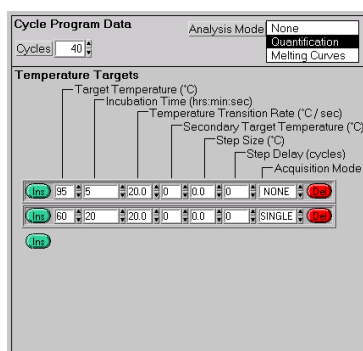 Cycle Program Data
Analysis Mode None
Quantification
Melting Curves
Cycles 40
Temperature Targets
Target Temperature (°C)
Incubation Time (hrs:min:sec)
Temperature Transition Rate (°C / sec)
Secondary Target Temperature (°C)
Step Size (°C)
Step Delay (cycles)
Acquisition Mode
Ins 95 5 20.0 0 0.0 0 NONE Del
Ins 60 20 20.0 0 0.0 0 SINGLE Del
Ins